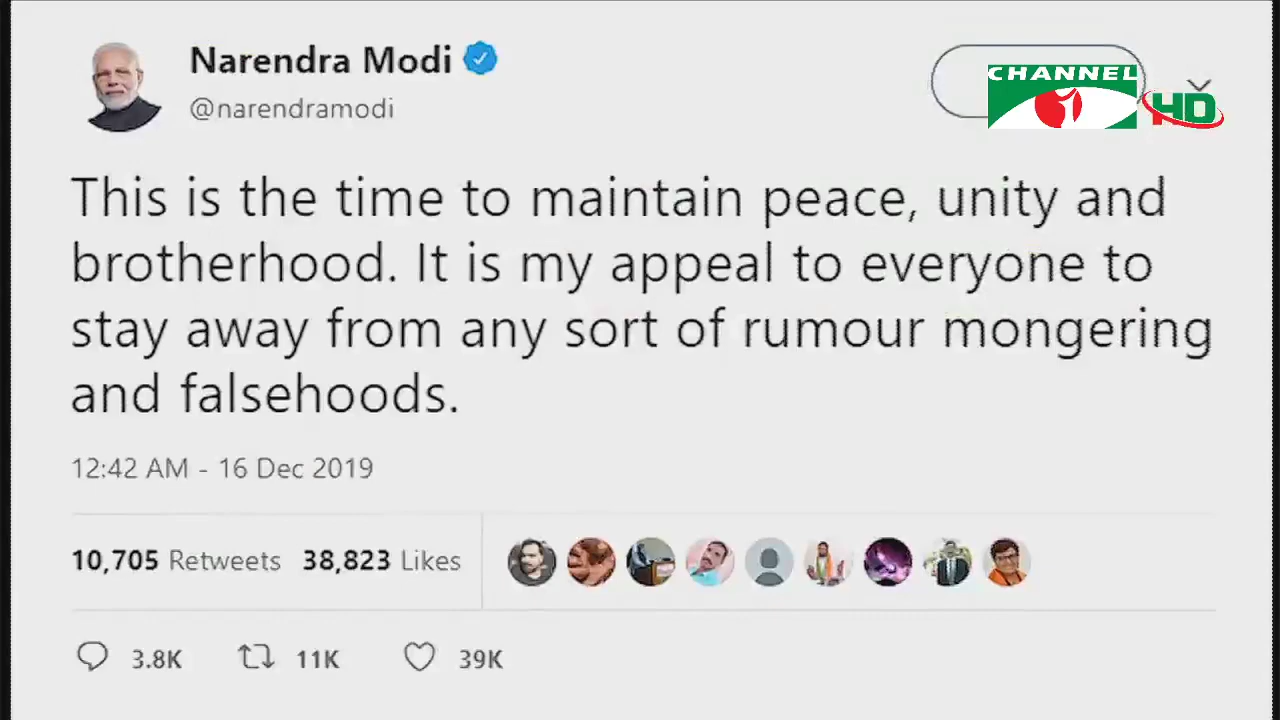 Narendra Modi
@narendramodi
CHANNEL
HD
This is the time to maintain peace, unity and
brotherhood. It is my appeal to everyone to
stay away from any sort of rumour mongering
and falsehoods.
12:42 AM - 16 Dec 2019
10,705 Retweets 38,823 Likes
3.8K 11K 39K